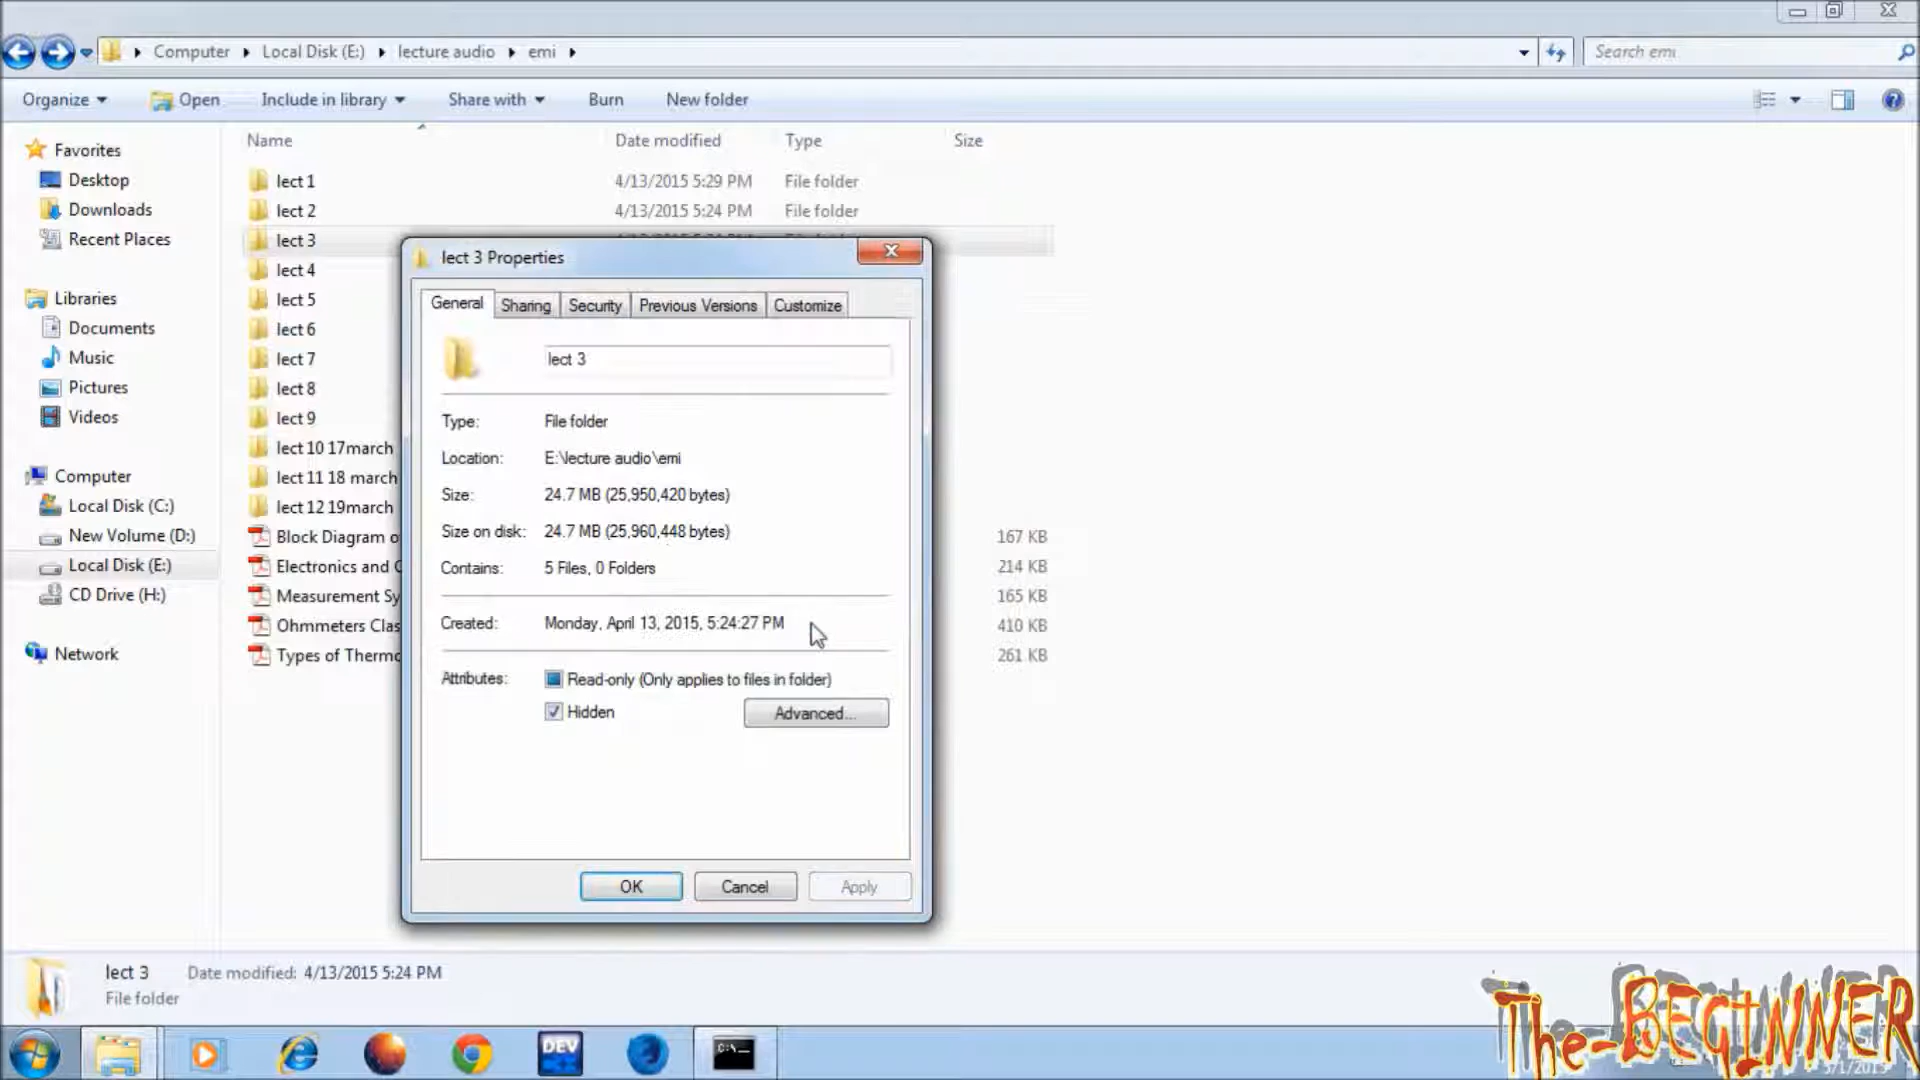 Computer Local Disk (E:) lecture audio emi
Search emi
Organize Open Include in library Share with Burn New folder
Name Date modified Type Size
Favorites
Desktop
Downloads
Recent Places
Libraries
Documents
Music
Pictures
Videos
Computer
Local Disk (C:)
New Volume (D:)
Local Disk (E:)
CD Drive (H:)
Network
lect 1 4/13/2015 5:29 PM File folder
lect 2 4/13/2015 5:24 PM File folder
lect 3
lect 4
lect 5
lect 6
lect 7
lect 8
lect 9
lect 10 17march
lect 11 18 march
lect 12 19march
Block Diagram o 167 KB
Electronics and C 214 KB
Measurement Sy 165 KB
Ohmmeters Clas 410 KB
Types of Thermo 261 KB
lect 3 Properties
General Sharing Security Previous Versions Customize
lect 3
Type: File folder
Location: E:\lecture audio\emi
Size: 24.7 MB (25,950,420 bytes)
Size on disk: 24.7 MB (25,960,448 bytes)
Contains: 5 Files, 0 Folders
Created: Monday, April 13, 2015, 5:24:27 PM
Attributes: Read-only (Only applies to files in folder)
Hidden Advanced...
OK Cancel Apply
lect 3 Date modified: 4/13/2015 5:24 PM
File folder
DEV
C:\_
The-BEGINNER